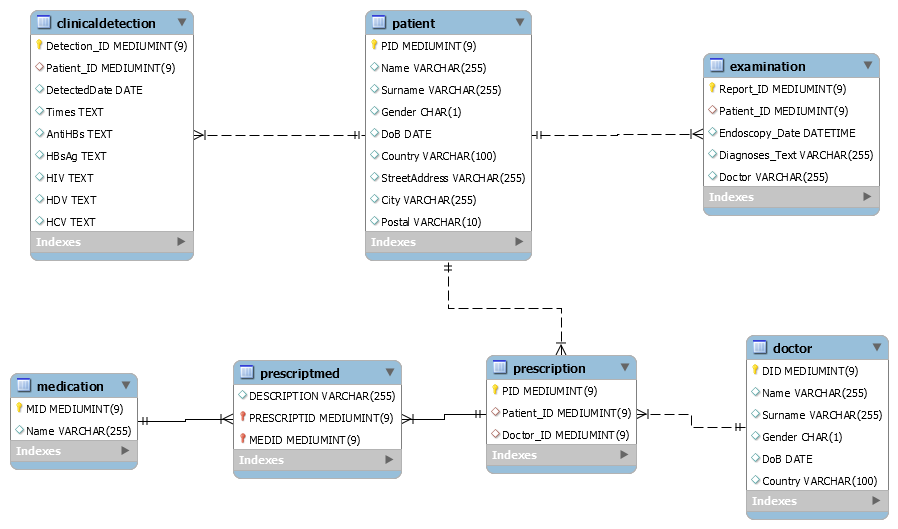 clinicaldetection
Detection_ID MEDIUMINT(9)
Patient_ID MEDIUMINT(9)
DetectedDate DATE
Times TEXT
AntiHBs TEXT
HBsAg TEXT
HIV TEXT
HDV TEXT
HCV TEXT
Indexes
patient
PID MEDIUMINT(9)
Name VARCHAR(255)
Surname VARCHAR(255)
Gender CHAR(1)
DoB DATE
Country VARCHAR(100)
StreetAddress VARCHAR(255)
City VARCHAR(255)
Postal VARCHAR(10)
Indexes
examination
Report_ID MEDIUMINT(9)
Patient_ID MEDIUMINT(9)
Endoscopy_Date DATETIME
Diagnoses_Text VARCHAR(255)
Doctor VARCHAR(255)
Indexes
medication
MID MEDIUMINT(9)
Name VARCHAR(255)
Indexes
prescriptmed
DESCRIPTION VARCHAR(255)
PRESCRIPTID MEDIUMINT(9)
MEDID MEDIUMINT(9)
Indexes
prescription
PID MEDIUMINT(9)
Patient_ID MEDIUMINT(9)
Doctor_ID MEDIUMINT(9)
Indexes
doctor
DID MEDIUMINT(9)
Name VARCHAR(255)
Surname VARCHAR(255)
Gender CHAR(1)
DoB DATE
Country VARCHAR(100)
Indexes